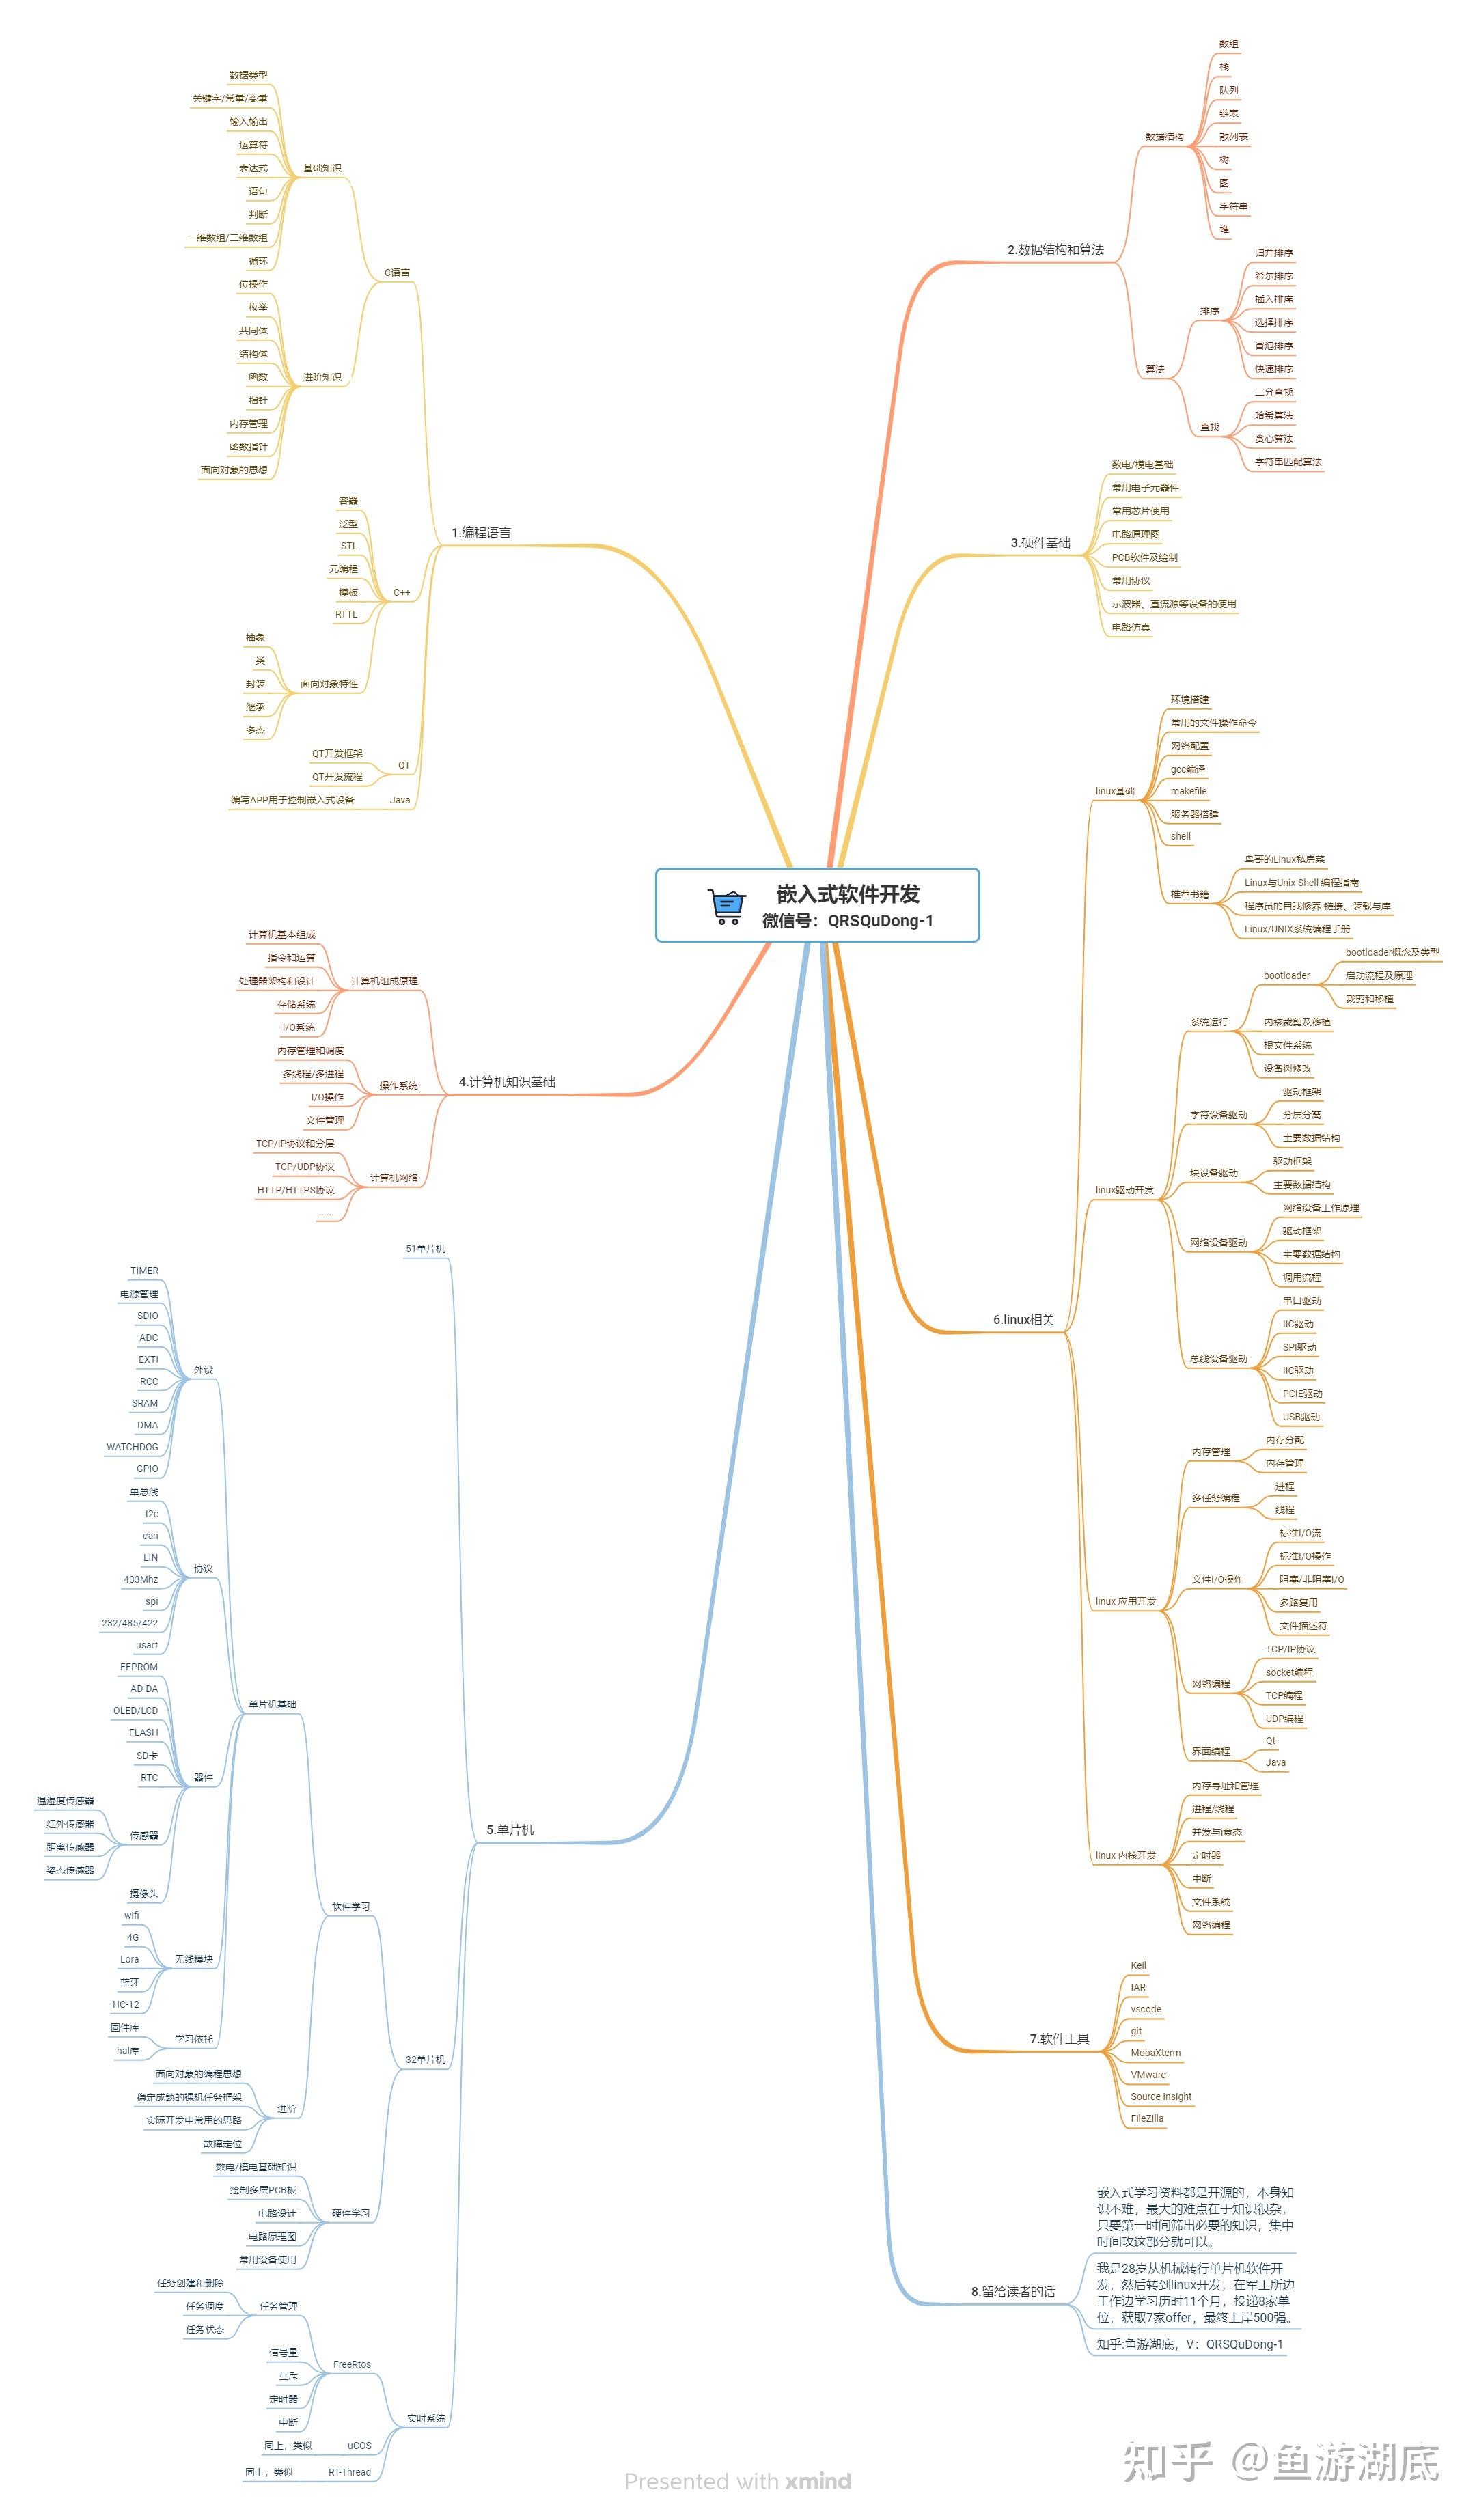 嵌入式软件开发
微信号：QRSQuDong-1
1.编程语言
C语言
基础知识
数据类型
关键字/常量/变量
输入输出
运算符
表达式
语句
判断
一维数组/二维数组
循环
进阶知识
位操作
枚举
共同体
结构体
函数
指针
内存管理
函数指针
面向对象的思想
C++
容器
泛型
STL
元编程
模板
RTTL
面向对象特性
抽象
类
封装
继承
多态
QT
QT开发框架
QT开发流程
Java
编写APP用于控制嵌入式设备
2.数据结构和算法
数据结构
数组
栈
队列
链表
散列表
树
图
字符串
堆
算法
排序
归并排序
希尔排序
插入排序
选择排序
冒泡排序
快速排序
查找
二分查找
哈希算法
贪心算法
字符串匹配算法
3.硬件基础
数电/模电基础
常用电子元器件
常用芯片使用
电路原理图
PCB软件及绘制
常用协议
示波器、直流源等设备的使用
电路仿真
4.计算机知识基础
计算机组成原理
计算机基本组成
指令和运算
处理器架构和设计
存储系统
I/O系统
操作系统
内存管理和调度
多线程/多进程
I/O操作
文件管理
计算机网络
TCP/IP协议和分层
TCP/UDP协议
HTTP/HTTPS协议
......
5.单片机
51单片机
32单片机
软件学习
单片机基础
外设
TIMER
电源管理
SDIO
ADC
EXTI
RCC
SRAM
DMA
WATCHDOG
GPIO
协议
单总线
I2c
can
LIN
433Mhz
spi
232/485/422
usart
器件
EEPROM
AD-DA
OLED/LCD
FLASH
SD卡
RTC
传感器
温湿度传感器
红外传感器
距离传感器
姿态传感器
摄像头
无线模块
wifi
4G
Lora
蓝牙
HC-12
学习依托
固件库
hal库
进阶
面向对象的编程思想
稳定成熟的裸机任务框架
实际开发中常用的思路
故障定位
硬件学习
数电/模电基础知识
绘制多层PCB板
电路设计
电路原理图
常用设备使用
实时系统
FreeRtos
任务管理
任务创建和删除
任务调度
任务状态
信号量
互斥
定时器
中断
uCOS
同上，类似
RT-Thread
同上，类似
6.linux相关
linux基础
环境搭建
常用的文件操作命令
网络配置
gcc编译
makefile
服务器搭建
shell
推荐书籍
鸟哥的Linux私房菜
Linux与Unix Shell 编程指南
程序员的自我修养-链接、装载与库
Linux/UNIX系统编程手册
linux驱动开发
系统运行
bootloader
bootloader概念及类型
启动流程及原理
裁剪和移植
内核裁剪及移植
根文件系统
设备树修改
字符设备驱动
驱动框架
分层分离
主要数据结构
块设备驱动
驱动框架
主要数据结构
网络设备驱动
网络设备工作原理
驱动框架
主要数据结构
调用流程
总线设备驱动
串口驱动
IIC驱动
SPI驱动
IIC驱动
PCIE驱动
USB驱动
linux 应用开发
内存管理
内存分配
内存管理
多任务编程
进程
线程
文件I/O操作
标准I/O流
标准I/O操作
阻塞/非阻塞I/O
多路复用
文件描述符
网络编程
TCP/IP协议
socket编程
TCP编程
UDP编程
界面编程
Qt
Java
linux 内核开发
内存寻址和管理
进程/线程
并发与i竞态
定时器
中断
文件系统
网络编程
7.软件工具
Keil
IAR
vscode
git
MobaXterm
VMware
Source Insight
FileZilla
8.留给读者的话
嵌入式学习资料都是开源的，本身知
识不难，最大的难点在于知识很杂，
只要第一时间筛出必要的知识，集中
时间攻这部分就可以。
我是28岁从机械转行单片机软件开
发，然后转到linux开发，在军工所边
工作边学习历时11个月，投递8家单
位，获取7家offer，最终上岸500强。
知乎:鱼游湖底，V：QRSQuDong-1
Presented with xmind
知乎 @鱼游湖底